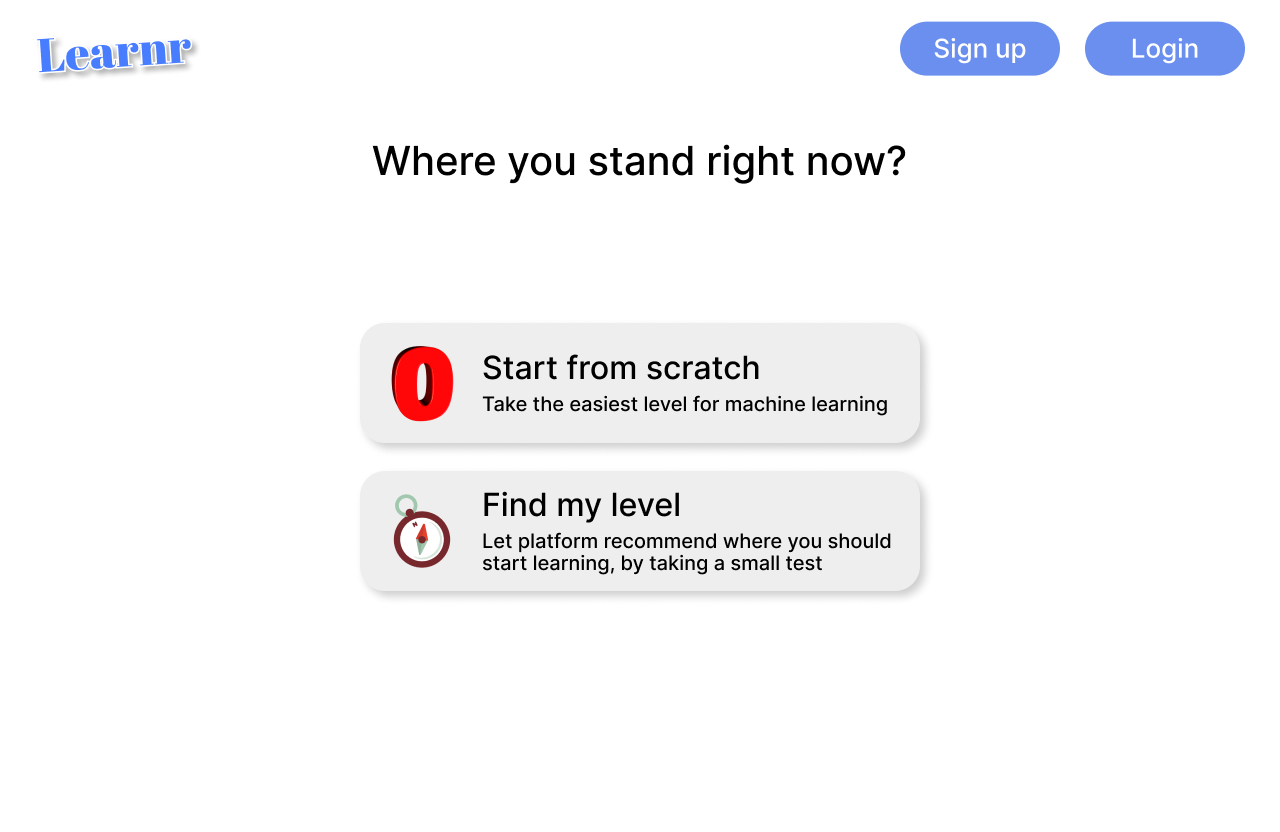 Learnr
Sign up
Login
Where you stand right now?
0
Start from scratch
Take the easiest level for machine learning
N
Find my level
Let platform recommend where you should
start learning, by taking a small test